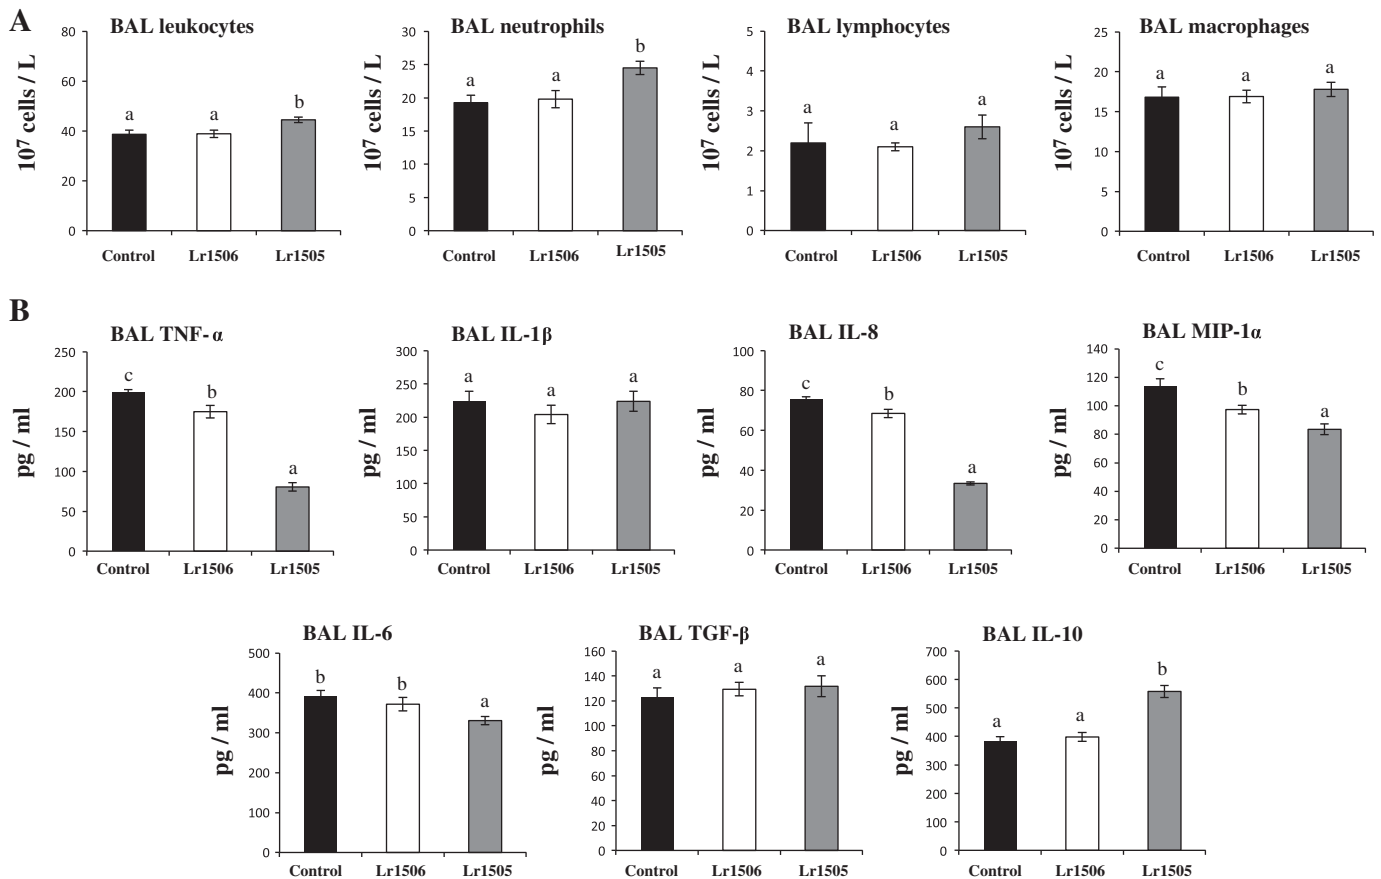 A
BAL leukocytes
10⁷ cells / L
80
60
40
20
0
a
a
b
Control
Lr1506
Lr1505
BAL neutrophils
10⁷ cells / L
30
25
20
15
10
5
0
a
a
b
Control
Lr1506
Lr1505
BAL lymphocytes
10⁷ cells / L
5
4
3
2
1
0
a
a
a
Control
Lr1506
Lr1505
BAL macrophages
10⁷ cells / L
25
20
15
10
5
0
a
a
a
Control
Lr1506
Lr1505
B
BAL TNF-α
pg / ml
250
200
150
100
50
0
c
b
a
Control
Lr1506
Lr1505
BAL IL-1β
pg / ml
300
250
200
150
100
50
0
a
a
a
Control
Lr1506
Lr1505
BAL IL-8
pg / ml
100
80
60
40
20
0
c
b
a
Control
Lr1506
Lr1505
BAL MIP-1α
pg / ml
140
120
100
80
60
40
20
0
c
b
a
Control
Lr1506
Lr1505
BAL IL-6
pg / ml
500
400
300
200
100
0
b
b
a
Control
Lr1506
Lr1505
BAL TGF-β
pg / ml
160
140
120
100
80
60
40
20
0
a
a
a
Control
Lr1506
Lr1505
BAL IL-10
pg / ml
700
600
500
400
300
200
100
0
a
a
b
Control
Lr1506
Lr1505